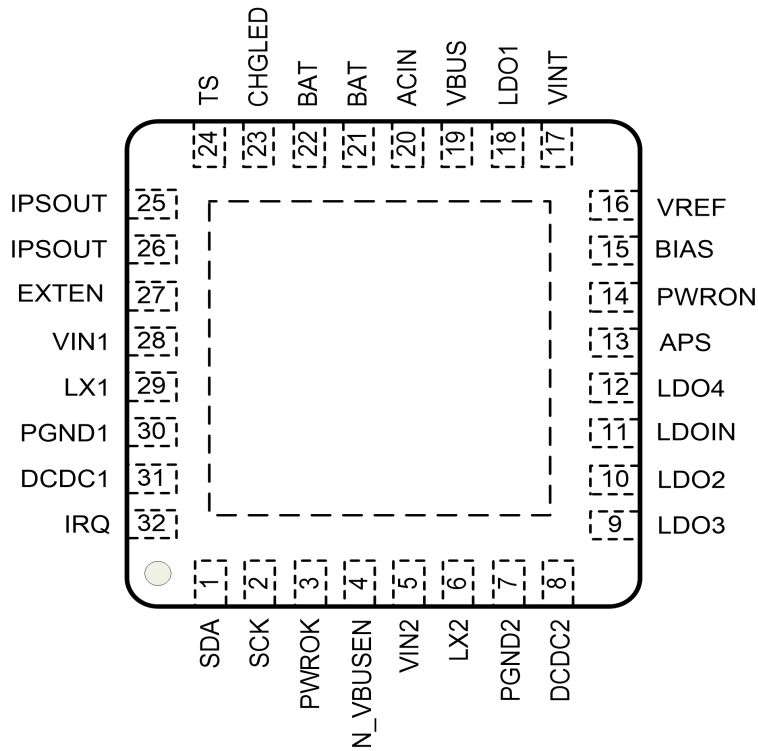 TS
CHGLED
BAT
BAT
ACIN
VBUS
LDO1
VINT
24
23
22
21
20
19
18
17
IPSOUT 25
IPSOUT 26
EXTEN 27
VIN1 28
LX1 29
PGND1 30
DCDC1 31
IRQ 32
16 VREF
15 BIAS
14 PWRON
13 APS
12 LDO4
11 LDOIN
10 LDO2
9 LDO3
1
2
3
4
5
6
7
8
SDA
SCK
PWROK
N_VBUSEN
VIN2
LX2
PGND2
DCDC2